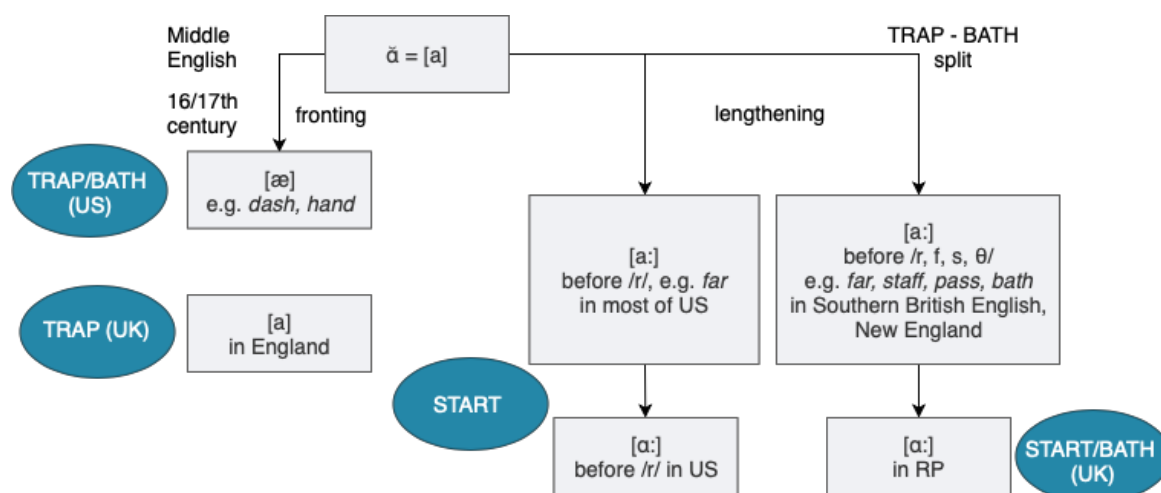 Middle
English
ᾰ = [a]
TRAP - BATH
split
16/17th
century
fronting
lengthening
TRAP/BATH
(US)
[æ]
e.g. dash, hand
[a:]
before /r/, e.g. far
in most of US
[a:]
before /r, f, s, θ/
e.g. far, staff, pass, bath
in Southern British English,
New England
TRAP (UK)
[a]
in England
START
[ɑ:]
before /r/ in US
[ɑ:]
in RP
START/BATH
(UK)